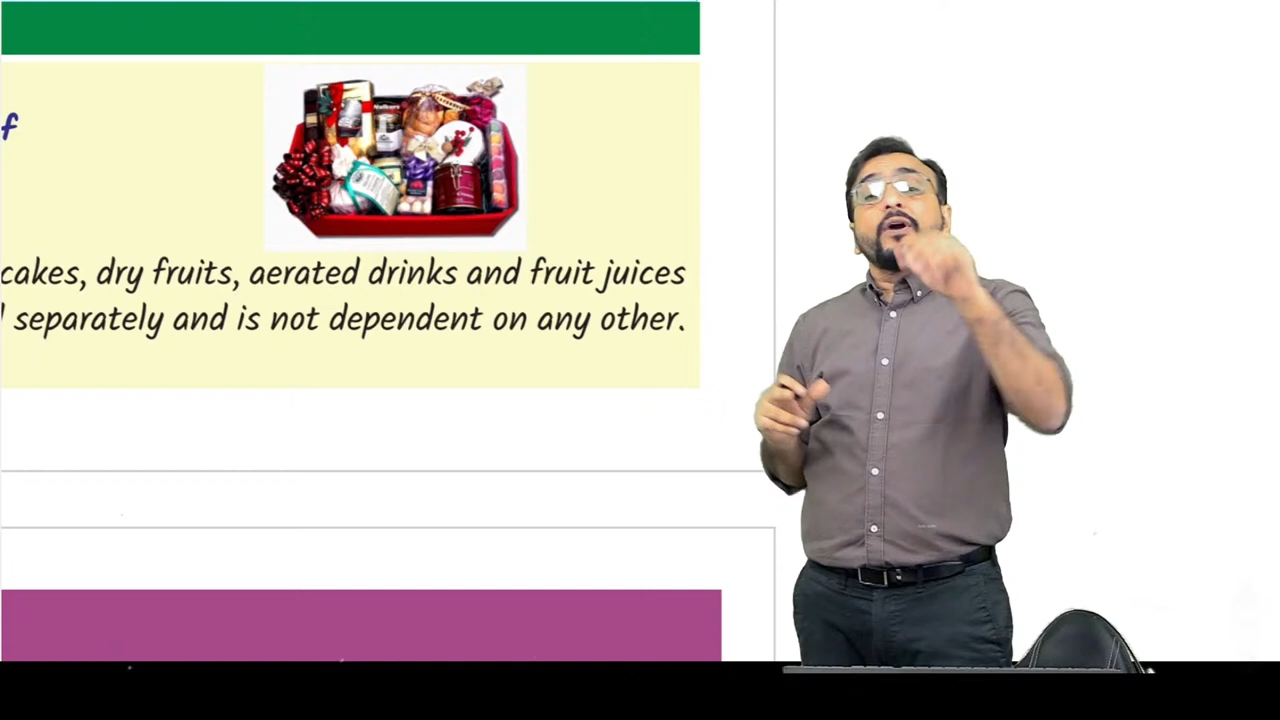 f
cakes, dry fruits, aerated drinks and fruit juices
separately and is not dependent on any other.